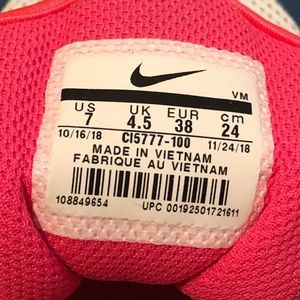 VM
US UK EUR cm
7 4.5 38 24
10/16/18 CI5777-100 11/24/18
MADE IN VIETNAM
FABRIQUE AU VIETNAM
108849654 UPC 00192501721611